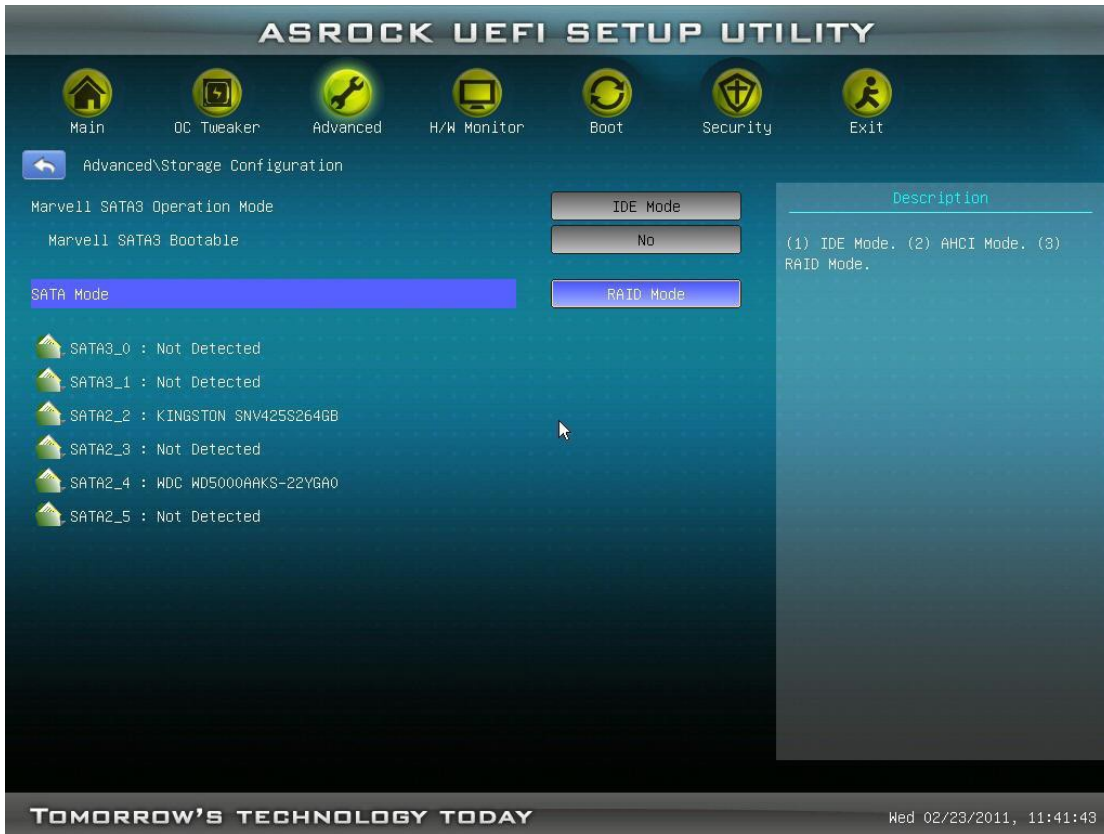 ASROCK UEFI SETUP UTILITY
Main OC Tweaker Advanced H/W Monitor Boot Security Exit
Advanced\Storage Configuration
Marvell SATA3 Operation Mode IDE Mode
Marvell SATA3 Bootable No
SATA Mode RAID Mode
SATA3_0 : Not Detected
SATA3_1 : Not Detected
SATA2_2 : KINGSTON SNV425S264GB
SATA2_3 : Not Detected
SATA2_4 : WDC WD5000AAKS-22YGA0
SATA2_5 : Not Detected
Description
(1) IDE Mode. (2) AHCI Mode. (3)
RAID Mode.
TOMORROW'S TECHNOLOGY TODAY
Wed 02/23/2011, 11:41:43